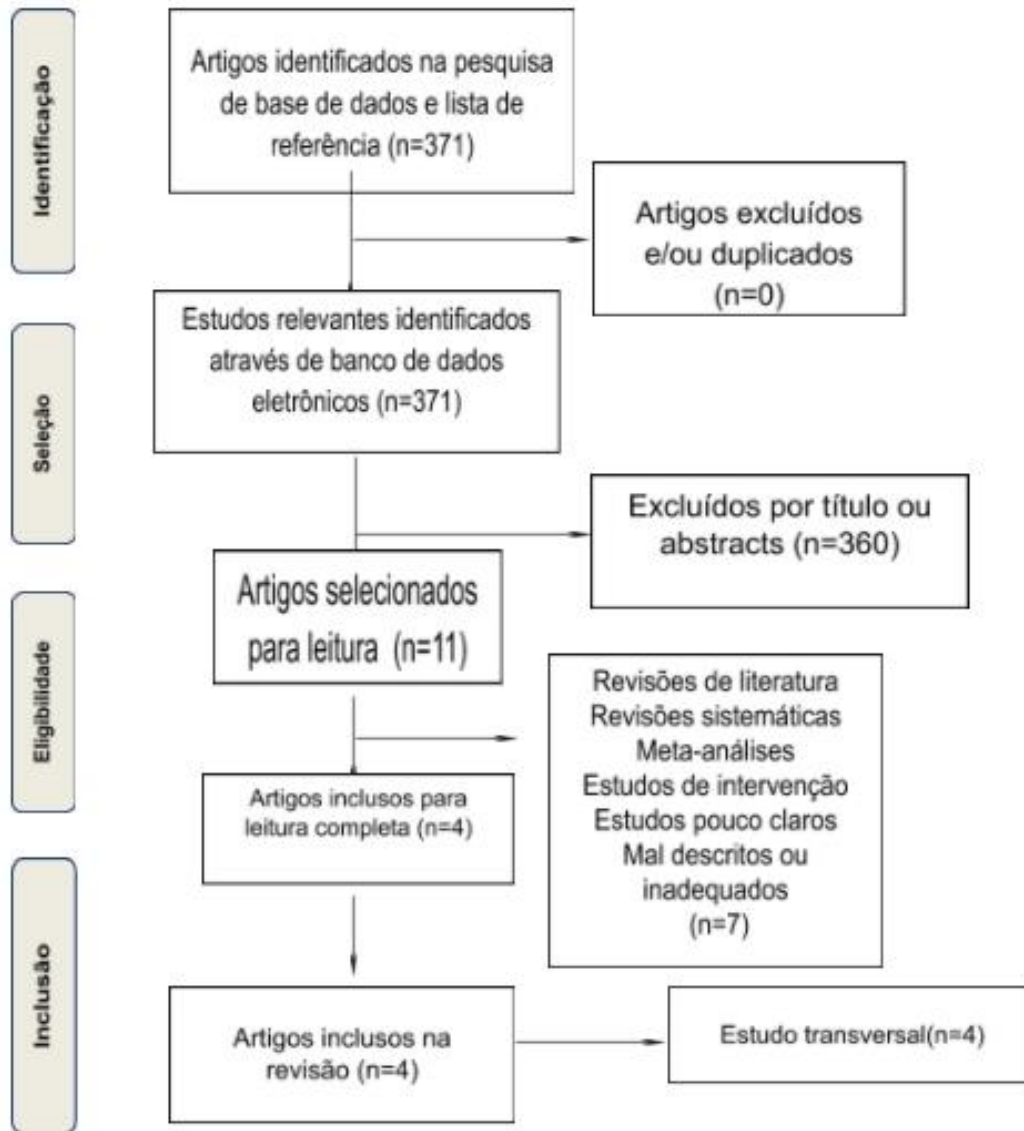 Identificação
Artigos identificados na pesquisa
de base de dados e lista de
referência (n=371)
Artigos excluídos
e/ou duplicados
(n=0)
Seleção
Estudos relevantes identificados
através de banco de dados
eletrônicos (n=371)
Excluídos por título ou
abstracts (n=360)
Eligibilidade
Artigos selecionados
para leitura (n=11)
Revisões de literatura
Revisões sistemáticas
Meta-análises
Estudos de intervenção
Estudos pouco claros
Mal descritos ou
inadequados
(n=7)
Artigos inclusos para
leitura completa (n=4)
Inclusão
Artigos inclusos na
revisão (n=4)
Estudo transversal(n=4)